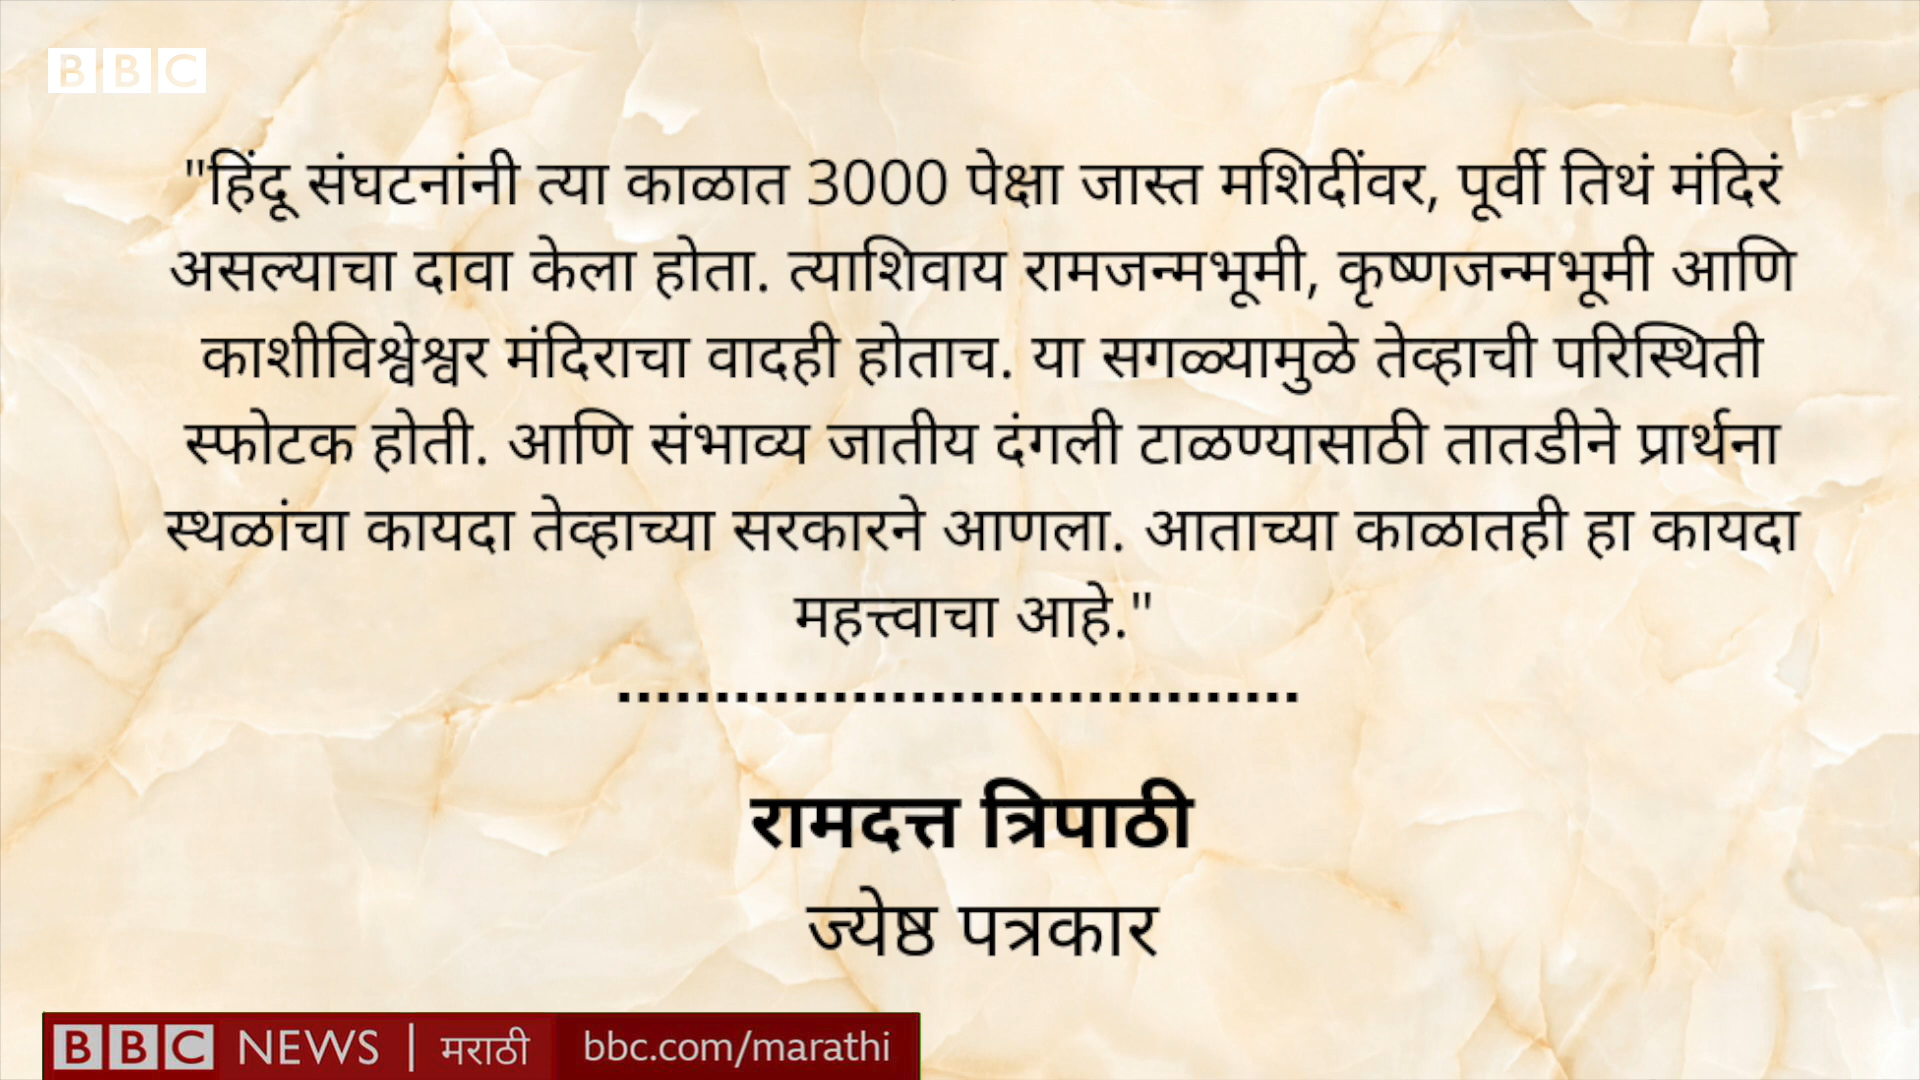 BBC
"हिंदू संघटनांनी त्या काळात 3000 पेक्षा जास्त मशिदींवर, पूर्वी तिथं मंदिरं
असल्याचा दावा केला होता. त्याशिवाय रामजन्मभूमी, कृष्णजन्मभूमी आणि
काशीविश्वेश्वर मंदिराचा वादही होताच. या सगळ्यामुळे तेव्हाची परिस्थिती
स्फोटक होती. आणि संभाव्य जातीय दंगली टाळण्यासाठी तातडीने प्रार्थना
स्थळांचा कायदा तेव्हाच्या सरकारने आणला. आताच्या काळातही हा कायदा
महत्त्वाचा आहे."
रामदत्त त्रिपाठी
ज्येष्ठ पत्रकार
BBC NEWS | मराठी bbc.com/marathi